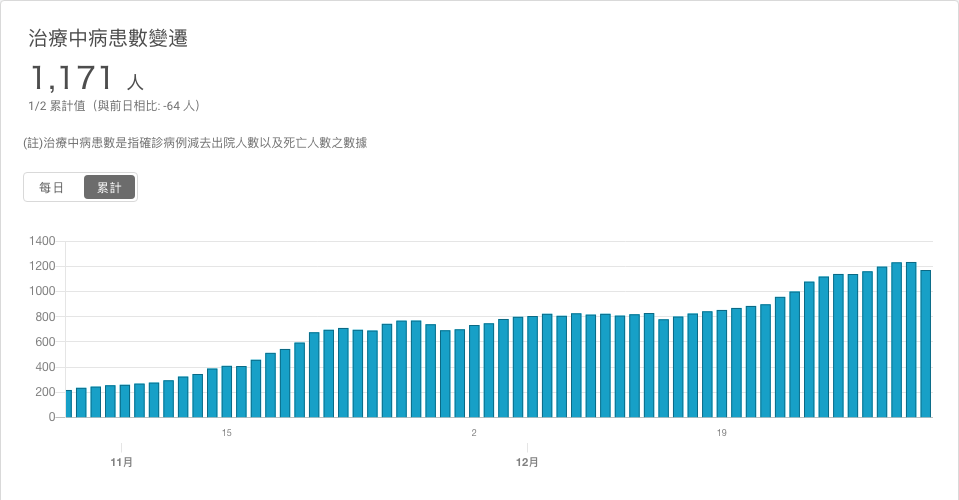 治療中病患數變遷
1,171 人
1/2 累計值（與前日相比: -64 人）
(註)治療中病患數是指確診病例減去出院人數以及死亡人數之數據
每日 累計
1400
1200
1000
800
600
400
200
0
15 2 19
11月 12月